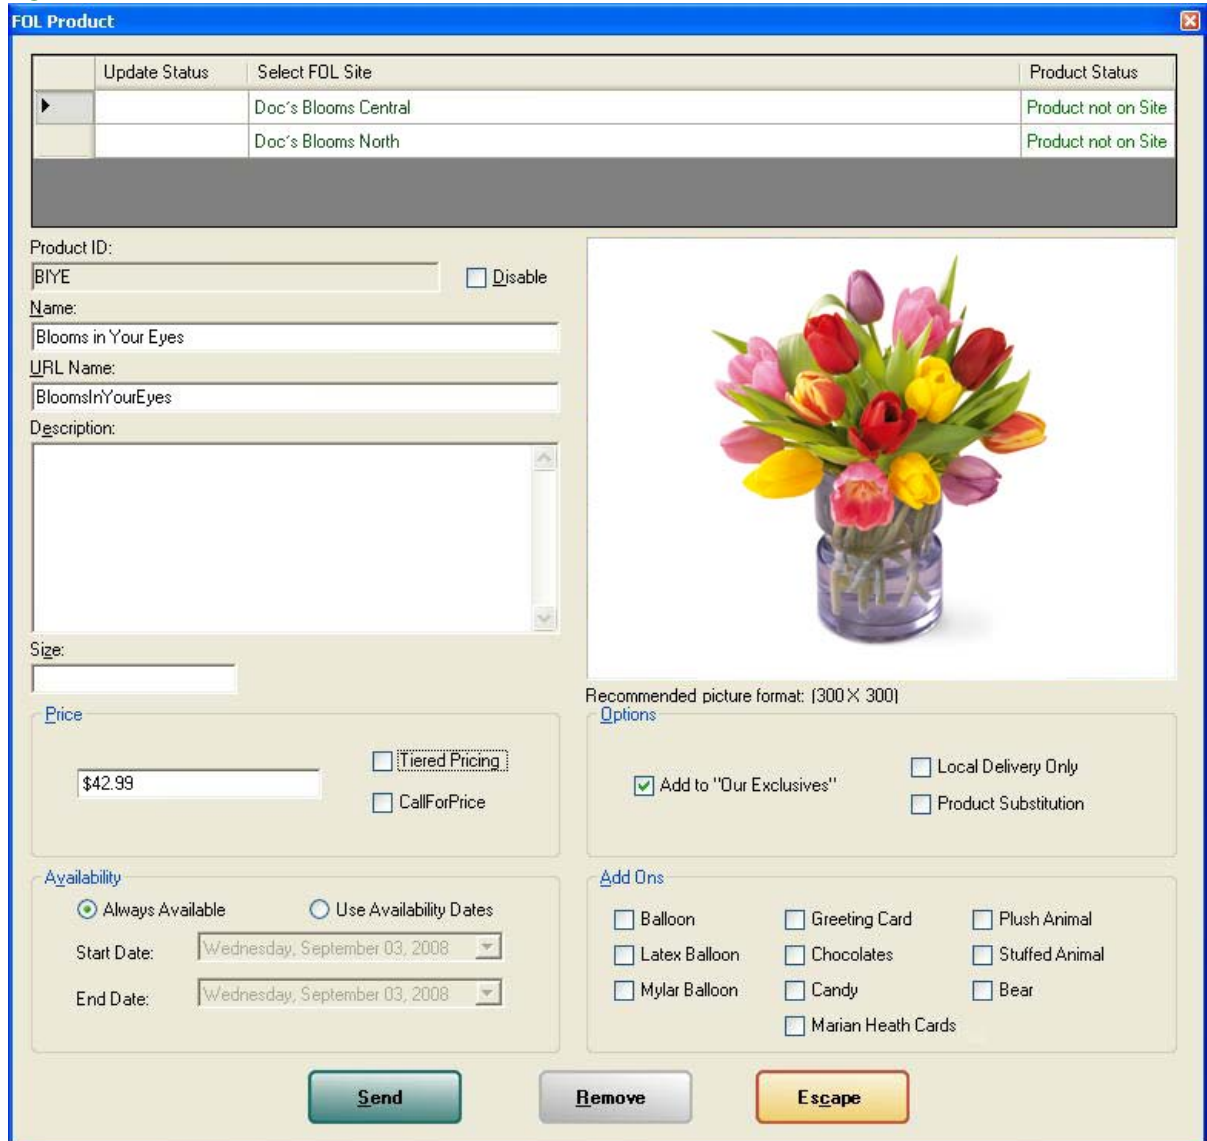 FOL Product
Update Status Select FOL Site Product Status
Doc's Blooms Central Product not on Site
Doc's Blooms North Product not on Site
Product ID:
BIYE Disable
Name:
Blooms in Your Eyes
URL Name:
BloomsInYourEyes
Description:
Size:
Recommended picture format: (300 X 300)
Price
$42.99
Tiered Pricing
CallForPrice
Options
Add to "Our Exclusives"
Local Delivery Only
Product Substitution
Availability
Always Available Use Availability Dates
Start Date: Wednesday, September 03, 2008
End Date: Wednesday, September 03, 2008
Add Ons
Balloon Greeting Card Plush Animal
Latex Balloon Chocolates Stuffed Animal
Mylar Balloon Candy Bear
Marian Heath Cards
Send Remove Escape